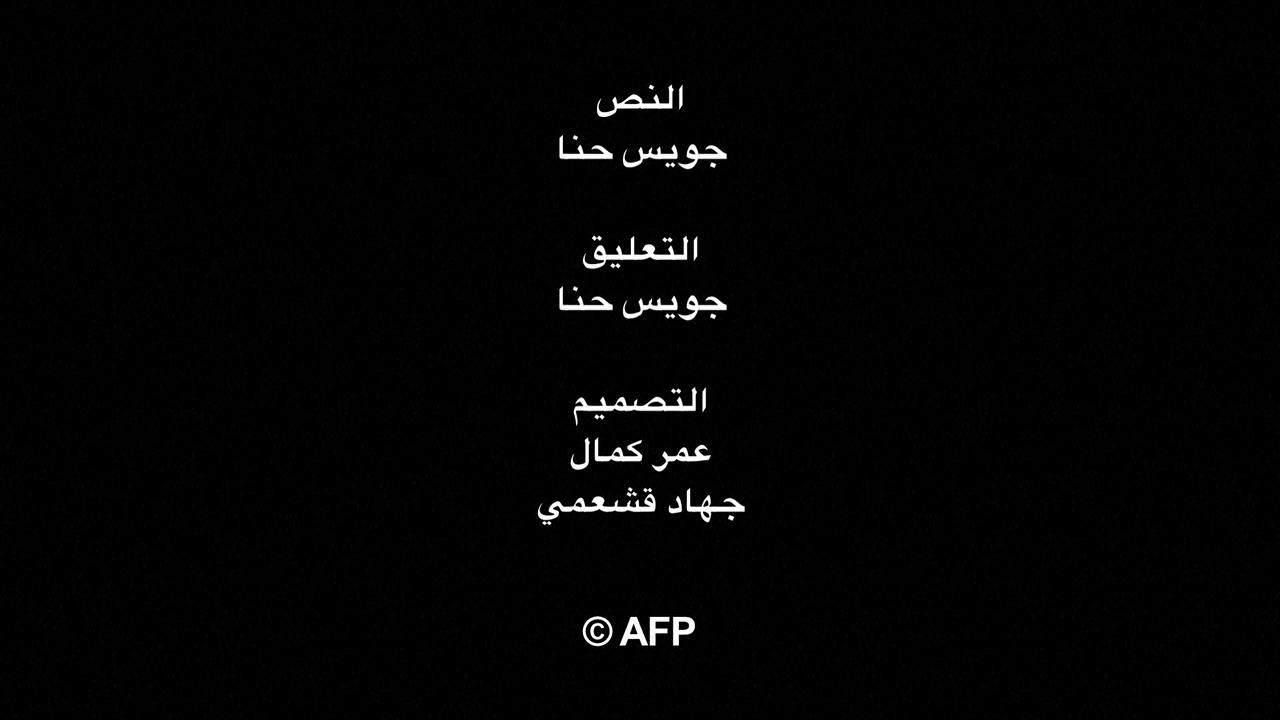 النص
جويس حنا
التعليق
جويس حنا
التصميم
عمر كمال
جهاد قشعمي
© AFP